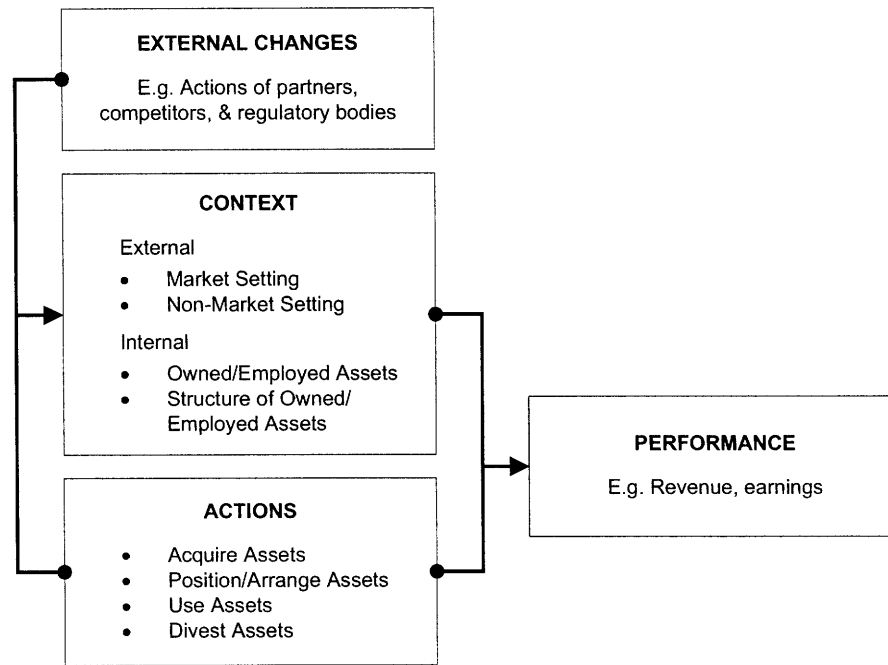 EXTERNAL CHANGES
E.g. Actions of partners,
competitors, & regulatory bodies
CONTEXT
External
• Market Setting
• Non-Market Setting
Internal
• Owned/Employed Assets
• Structure of Owned/
Employed Assets
PERFORMANCE
E.g. Revenue, earnings
ACTIONS
• Acquire Assets
• Position/Arrange Assets
• Use Assets
• Divest Assets